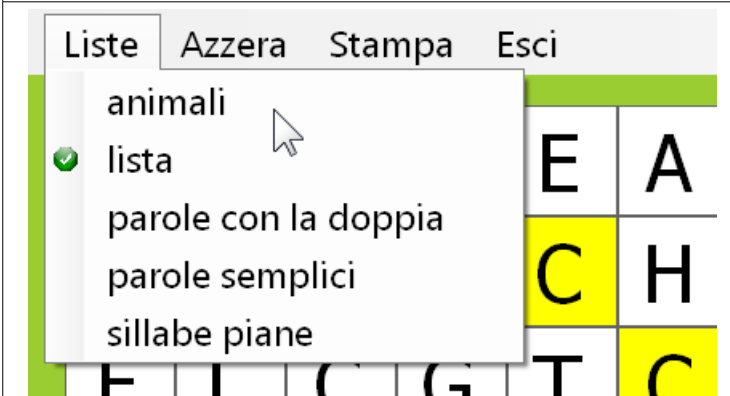 Liste Azzera Stampa Esci
animali
lista
parole con la doppia
parole semplici
sillabe piane
E A
C H
T C